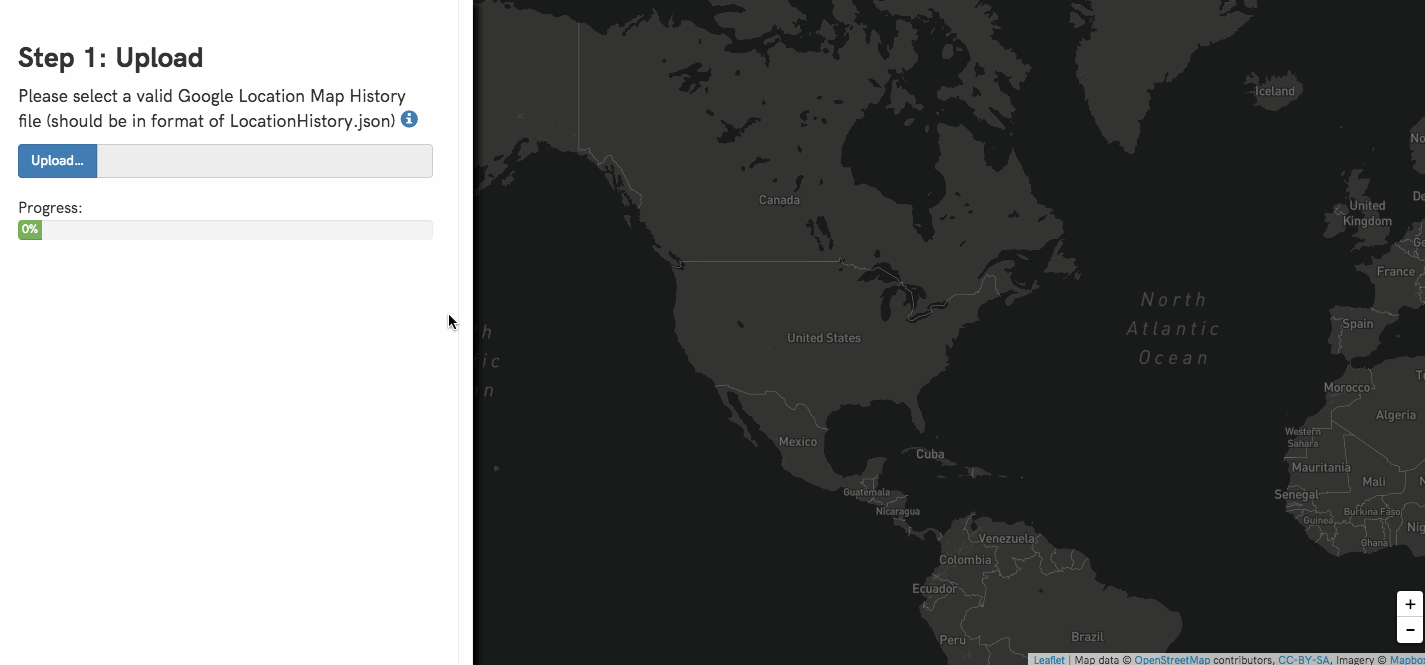 Step 1: Upload
Please select a valid Google Location Map History
file (should be in format of LocationHistory.json)
Upload...
Progress:
0%
Iceland
Canada
United
Kingdom
France
North
Atlantic
Ocean
Spain
United States
Morocco
Algeria
Western
Sahara
Mexico
Cuba
Mauritania
Mali
Guatemala
Senegal
Nicaragua
Burkina Faso
Guinea
Venezuela
Ghana
Colombia
Ecuador
+
-
Peru
Brazil
Leaflet | Map data © OpenStreetMap contributors, CC-BY-SA, Imagery © Mapbo